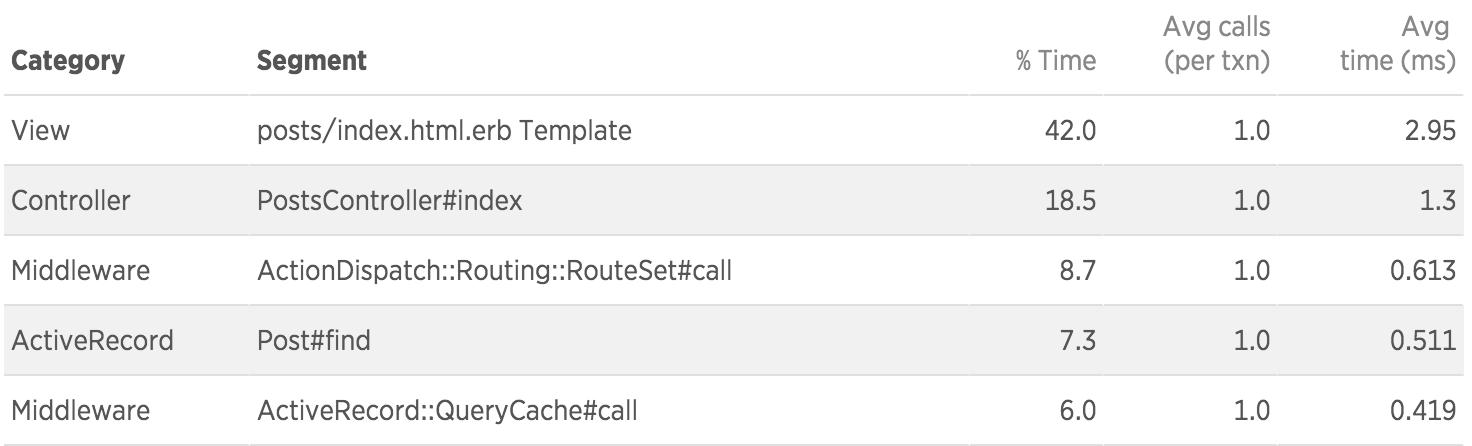 Category Segment % Time Avg calls (per txn) Avg time (ms)
View posts/index.html.erb Template 42.0 1.0 2.95
Controller PostsController#index 18.5 1.0 1.3
Middleware ActionDispatch::Routing::RouteSet#call 8.7 1.0 0.613
ActiveRecord Post#find 7.3 1.0 0.511
Middleware ActiveRecord::QueryCache#call 6.0 1.0 0.419